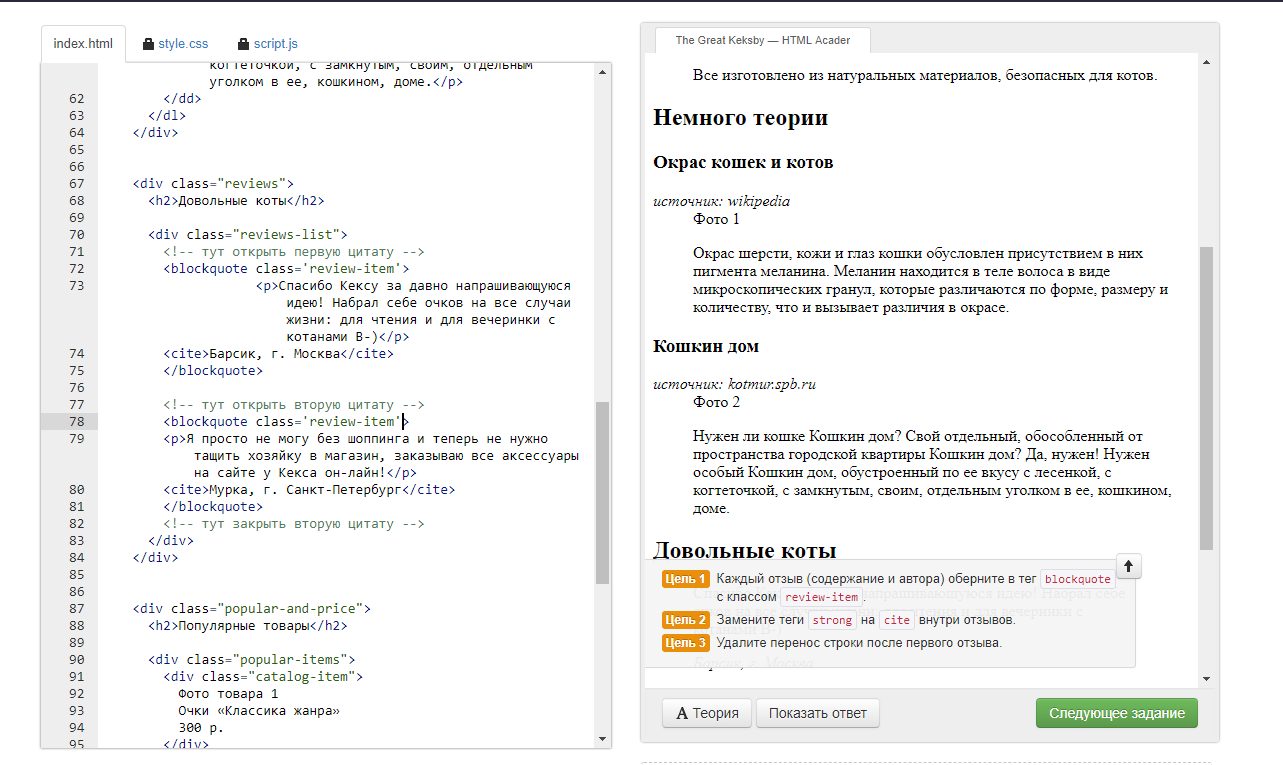 index.html
style.css
script.js
когтеточкой, с замкнутым, своим, отдельным
уголком в ее, кошкином, доме.</p>
62 </dd>
63 </dl>
64 </div>
65
66
67 <div class="reviews">
68 <h2>Довольные коты</h2>
69
70 <div class="reviews-list">
71 <!-- тут открыть первую цитату -->
72 <blockquote class='review-item'>
73 <p>Спасибо Кексу за давно напрашивающуюся
идею! Набрал себе очков на все случаи
жизни: для чтения и для вечеринки с
котанами B-)</p>
74 <cite>Барсик, г. Москва</cite>
75 </blockquote>
76
77 <!-- тут открыть вторую цитату -->
78 <blockquote class='review-item'>
79 <p>Я просто не могу без шоппинга и теперь не нужно
тащить хозяйку в магазин, заказываю все аксессуары
на сайте у Кекса он-лайн!</p>
80 <cite>Мурка, г. Санкт-Петербург</cite>
81 </blockquote>
82 <!-- тут закрыть вторую цитату -->
83 </div>
84 </div>
85
86
87 <div class="popular-and-price">
88 <h2>Популярные товары</h2>
89
90 <div class="popular-items">
91 <div class="catalog-item">
92 Фото товара 1
93 Очки «Классика жанра»
94 300 р.
95 </div>
The Great Keksby — HTML Acader
Все изготовлено из натуральных материалов, безопасных для котов.
Немного теории
Окрас кошек и котов
источник: wikipedia
Фото 1
Окрас шерсти, кожи и глаз кошки обусловлен присутствием в них
пигмента меланина. Меланин находится в теле волоса в виде
микроскопических гранул, которые различаются по форме, размеру и
количеству, что и вызывает различия в окрасе.
Кошкин дом
источник: kotmur.spb.ru
Фото 2
Нужен ли кошке Кошкин дом? Свой отдельный, обособленный от
пространства городской квартиры Кошкин дом? Да, нужен! Нужен
особый Кошкин дом, обустроенный по ее вкусу с лесенкой, с
когтеточкой, с замкнутым, своим, отдельным уголком в ее, кошкином,
доме.
Довольные коты
Цель 1 Каждый отзыв (содержание и автора) оберните в тег blockquote
с классом review-item.
Цель 2 Замените теги strong на cite внутри отзывов.
Цель 3 Удалите перенос строки после первого отзыва.
Барсик, г. Москва
Теория
Показать ответ
Следующее задание